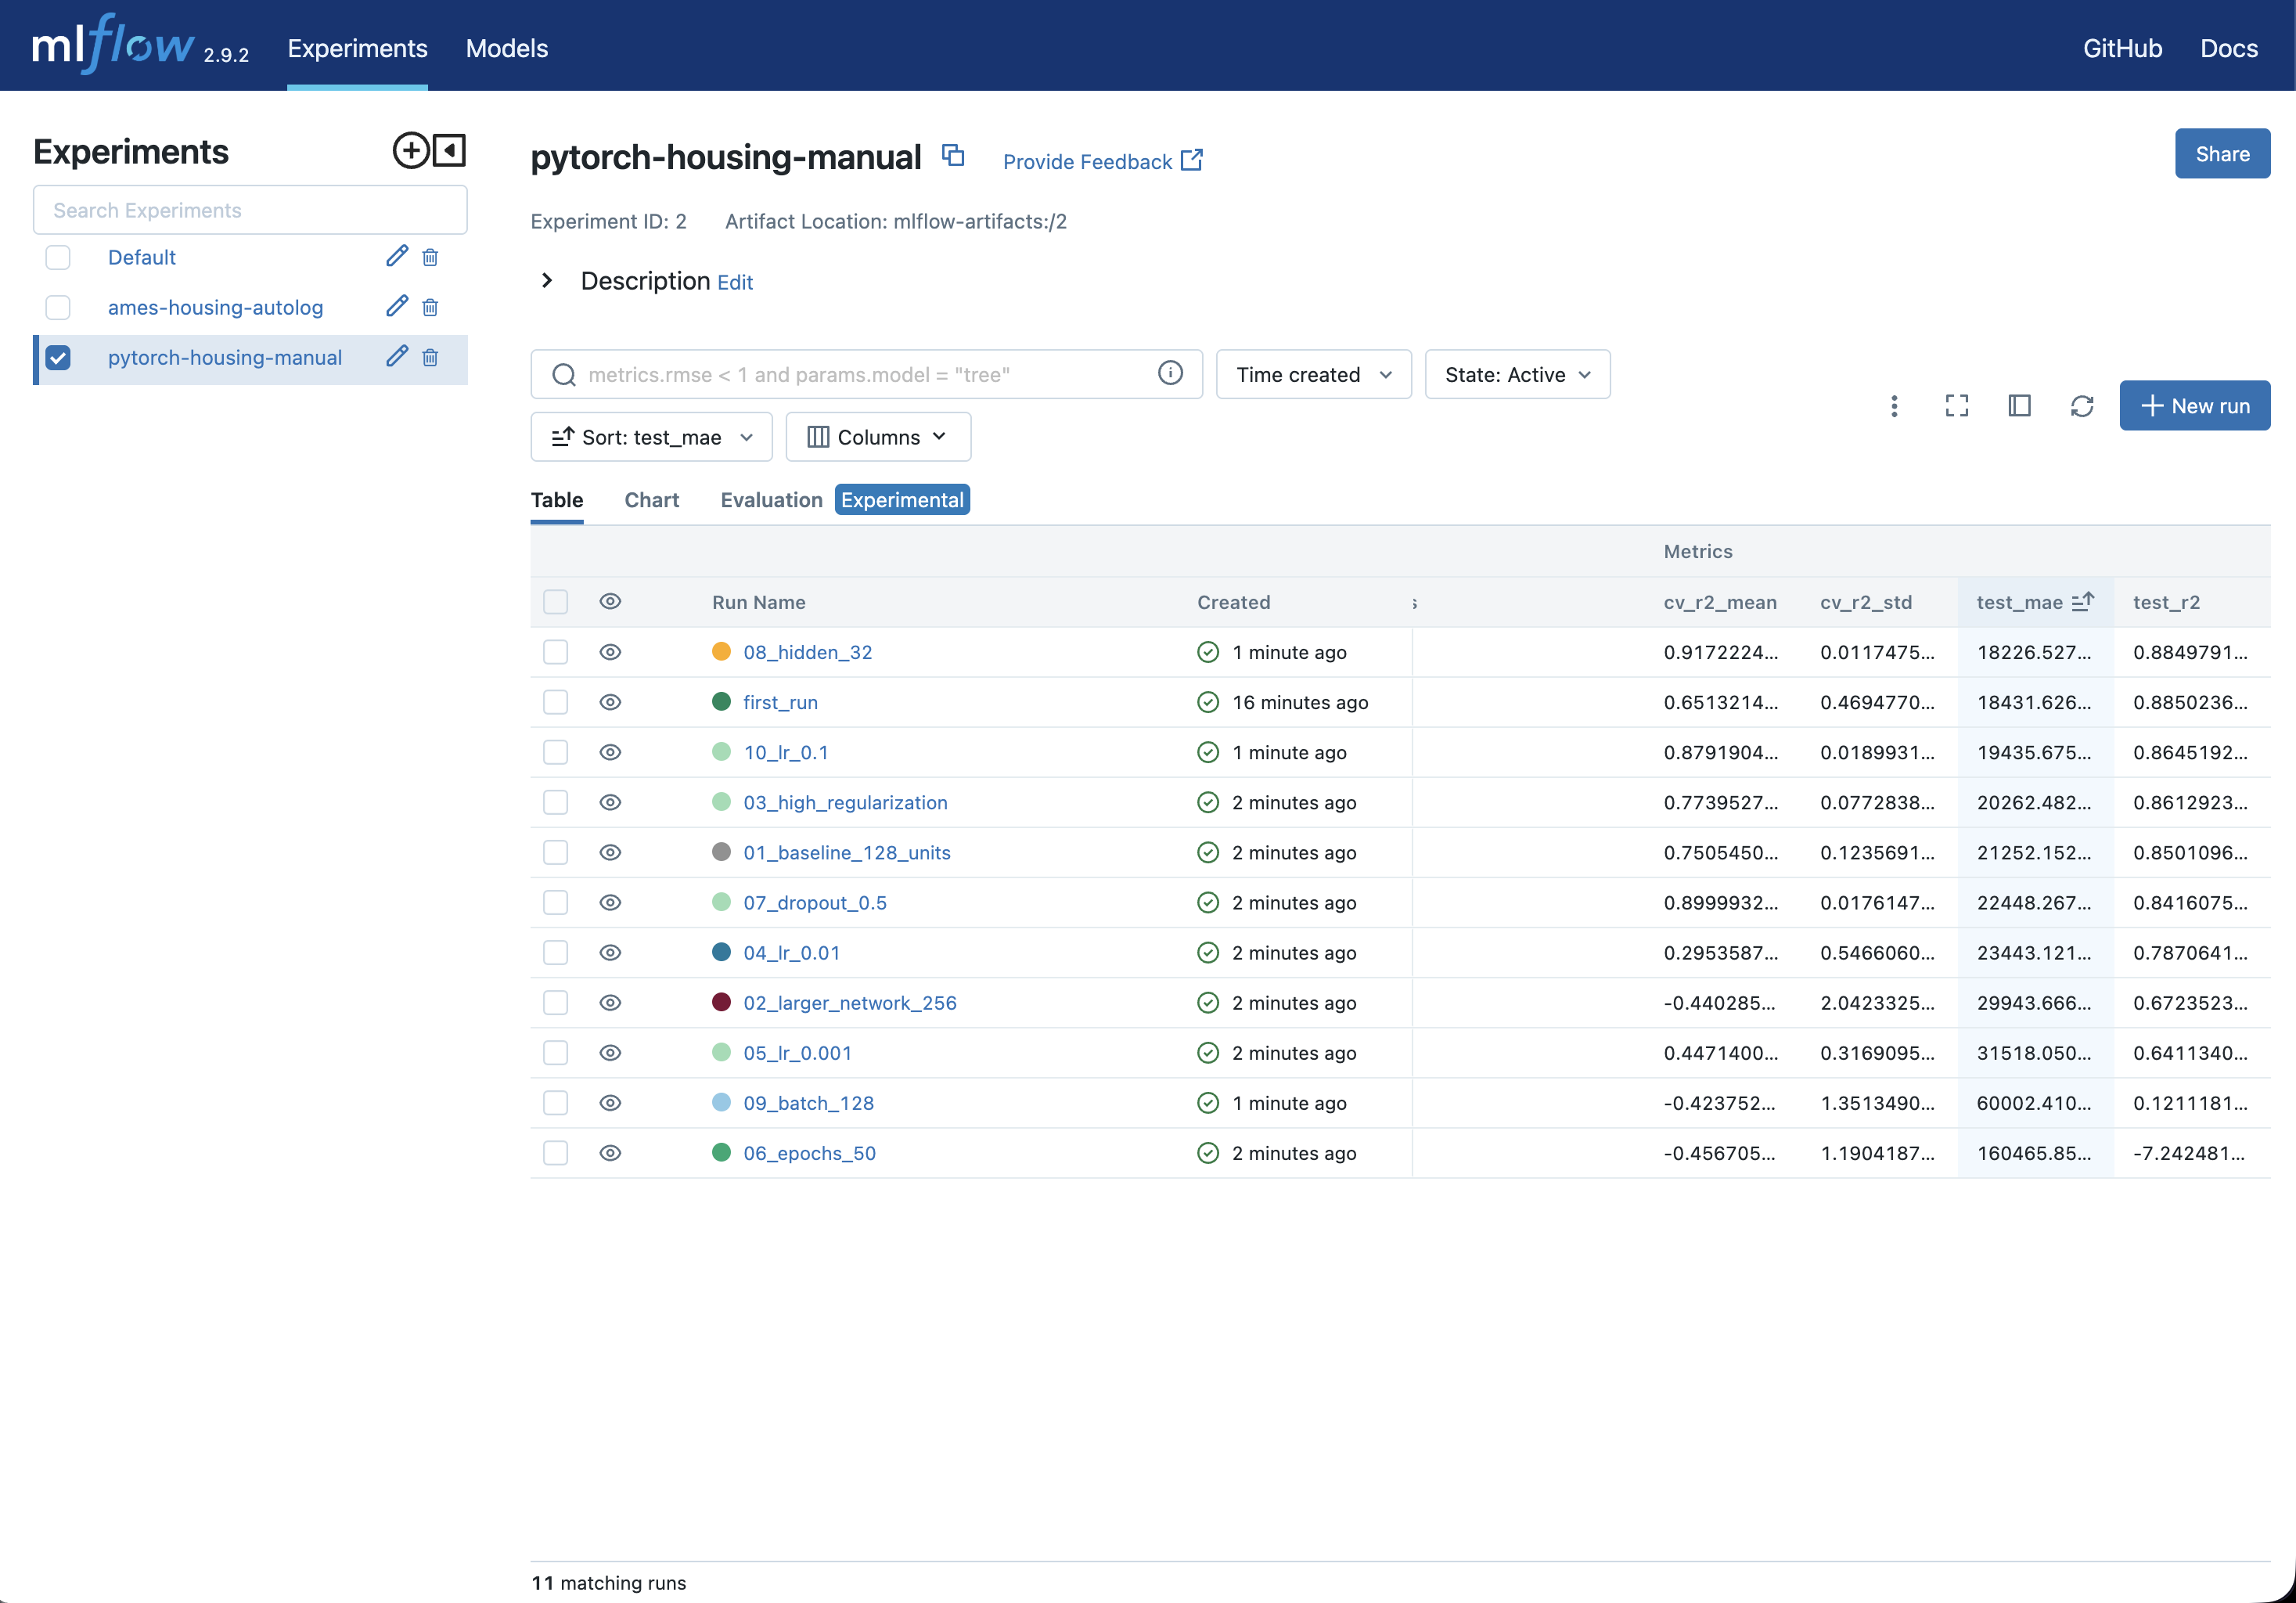 mlflow 2.9.2 Experiments Models GitHub Docs
Experiments
Search Experiments
Default
ames-housing-autolog
pytorch-housing-manual
pytorch-housing-manual Provide Feedback Share
Experiment ID: 2 Artifact Location: mlflow-artifacts:/2
Description Edit
metrics.rmse < 1 and params.model = "tree" Time created State: Active
Sort: test_mae Columns
New run
Table Chart Evaluation Experimental
Metrics
Run Name Created s cv_r2_mean cv_r2_std test_mae test_r2
08_hidden_32 1 minute ago 0.9172224... 0.0117475... 18226.527... 0.8849791...
first_run 16 minutes ago 0.6513214... 0.4694770... 18431.626... 0.8850236...
10_lr_0.1 1 minute ago 0.8791904... 0.0189931... 19435.675... 0.8645192...
03_high_regularization 2 minutes ago 0.7739527... 0.0772838... 20262.482... 0.8612923...
01_baseline_128_units 2 minutes ago 0.7505450... 0.1235691... 21252.152... 0.8501096...
07_dropout_0.5 2 minutes ago 0.8999932... 0.0176147... 22448.267... 0.8416075...
04_lr_0.01 2 minutes ago 0.2953587... 0.5466060... 23443.121... 0.7870641...
02_larger_network_256 2 minutes ago -0.440285... 2.0423325... 29943.666... 0.6723523...
05_lr_0.001 2 minutes ago 0.4471400... 0.3169095... 31518.050... 0.6411340...
09_batch_128 1 minute ago -0.423752... 1.3513490... 60002.410... 0.1211181...
06_epochs_50 2 minutes ago -0.456705... 1.1904187... 160465.85... -7.242481...
11 matching runs